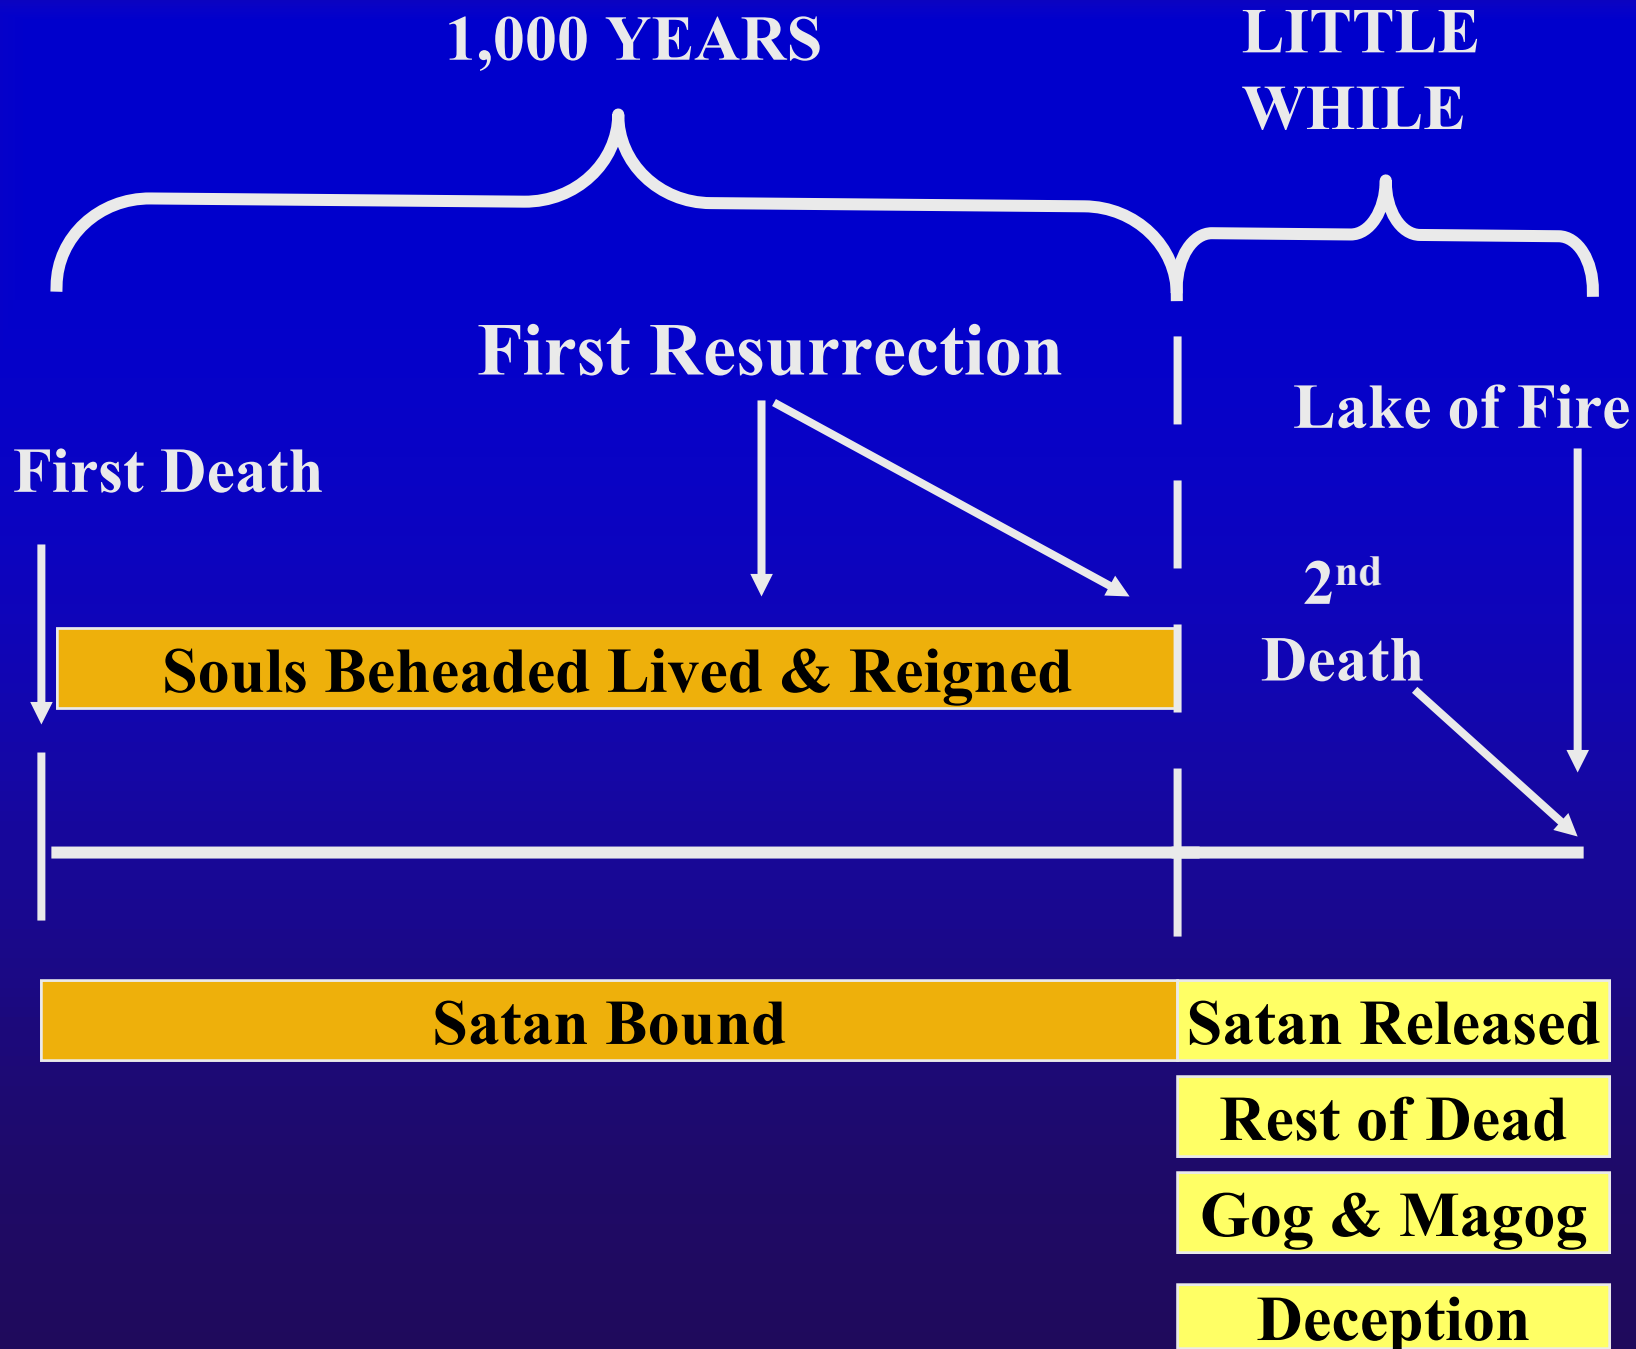 1,000 YEARS
LITTLE
WHILE
First Resurrection
Lake of Fire
First Death
2nd
Death
Souls Beheaded Lived & Reigned
Satan Bound
Satan Released
Rest of Dead
Gog & Magog
Deception